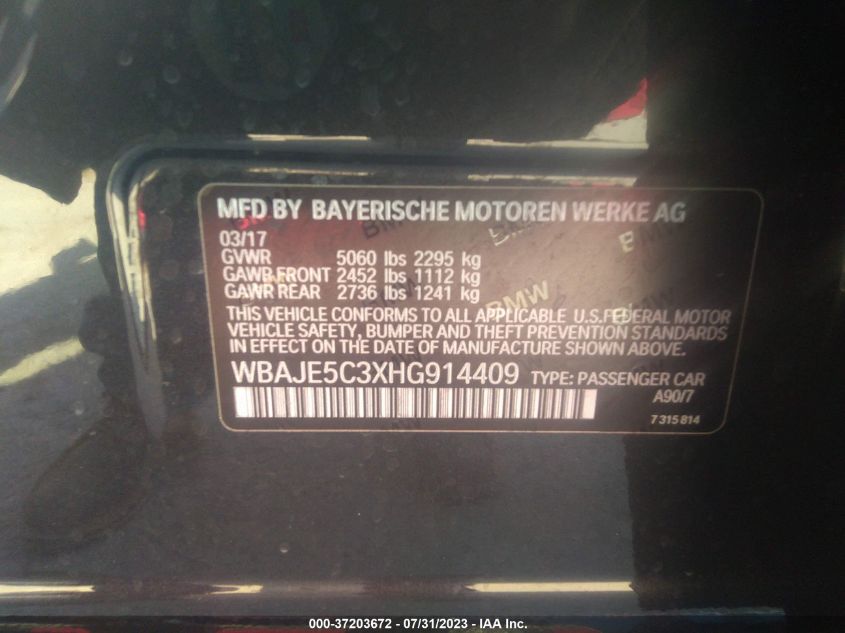 MFD BY BAYERISCHE MOTOREN WERKE AG
03/17
GVWR 5060 lbs 2295 kg
GAWR FRONT 2452 lbs 1112 kg
GAWR REAR 2736 lbs 1241 kg
THIS VEHICLE CONFORMS TO ALL APPLICABLE U.S.FEDERAL MOTOR
VEHICLE SAFETY, BUMPER AND THEFT PREVENTION STANDARDS
IN EFFECT ON THE DATE OF MANUFACTURE SHOWN ABOVE.
WBAJE5C3XHG914409 TYPE: PASSENGER CAR
A90/7
7 315 814
BMW
BMW
BMW
000-37203672 - 07/31/2023 - IAA Inc.